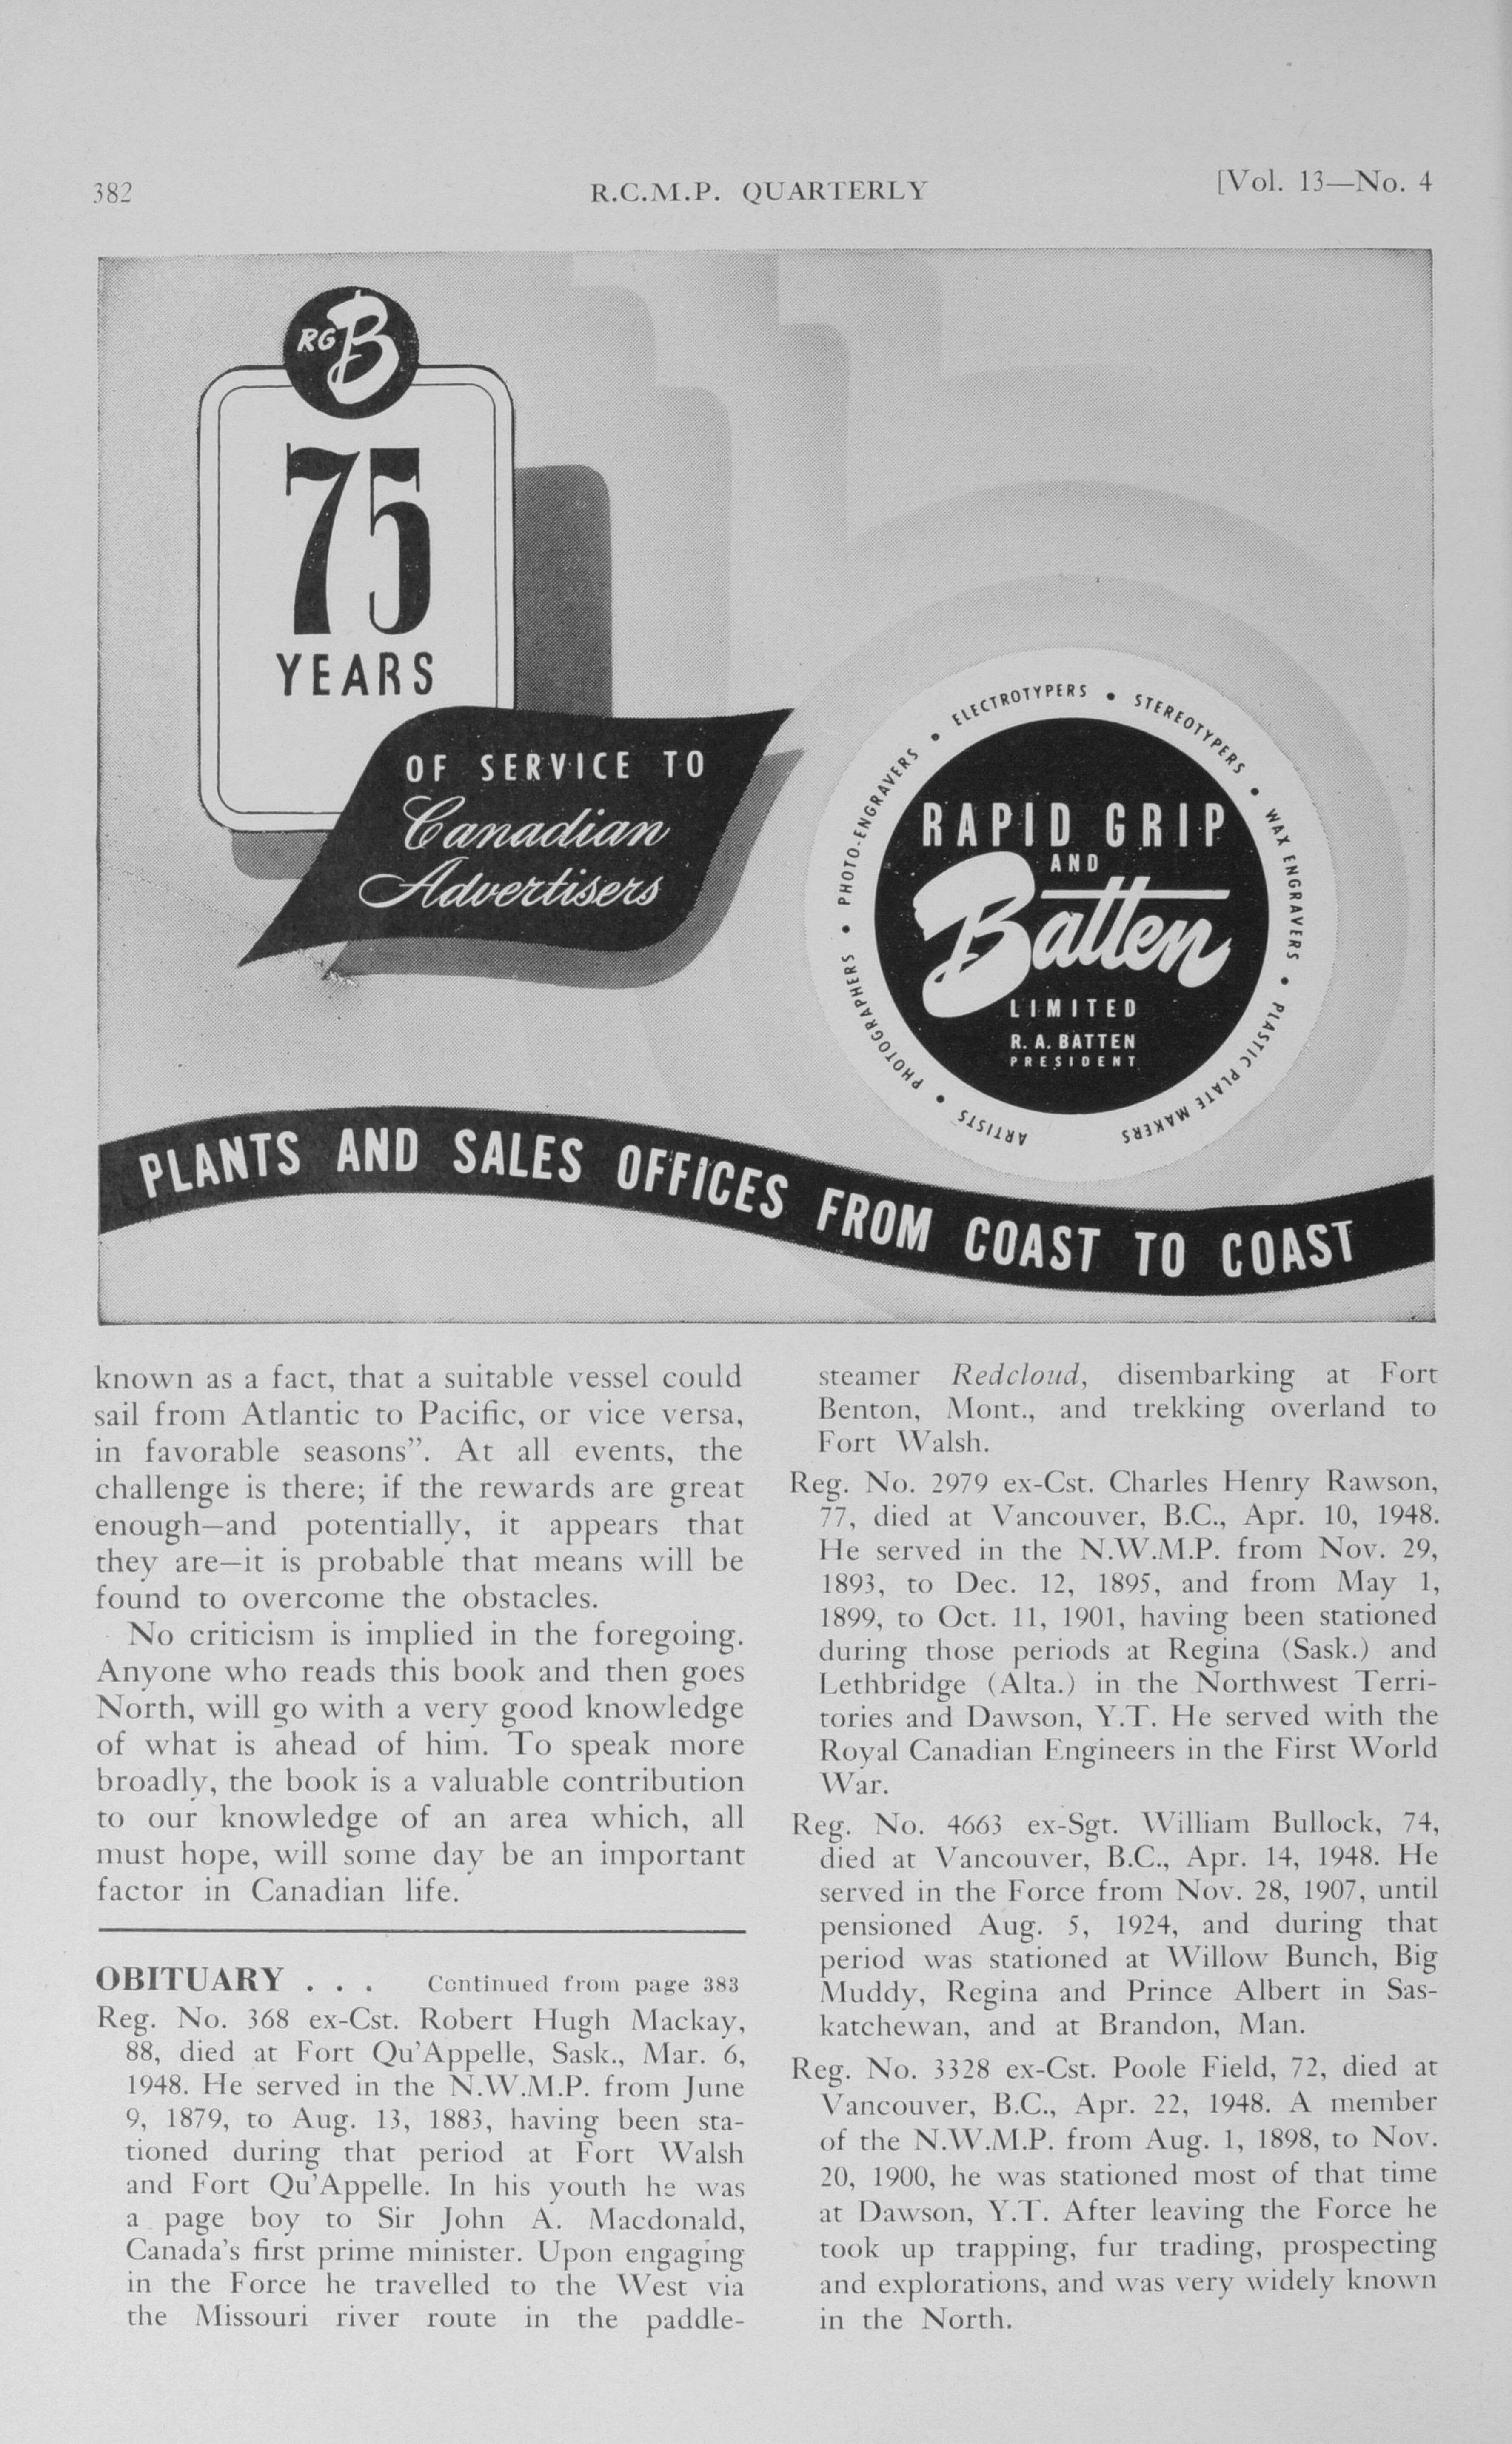 382
R.C.M.P. QUARTERLY
[Vol. 13—No. 4
RGB
75
YEARS
OF SERVICE TO
Canadian
Advertisers
ARTISTS • PHOTOGRAPHERS • PHOTO-ENGRAVERS • ELECTROTYPERS • STEREOTYPERS • WAX ENGRAVERS • PLASTIC PLATE MAKERS
RAPID GRIP
AND
Batten
LIMITED
R. A. BATTEN
PRESIDENT
PLANTS AND SALES OFFICES FROM COAST TO COAST
known as a fact, that a suitable vessel could
sail from Atlantic to Pacific, or vice versa,
in favorable seasons”. At all events, the
challenge is there; if the rewards are great
enough—and potentially, it appears that
they are—it is probable that means will be
found to overcome the obstacles.
No criticism is implied in the foregoing.
Anyone who reads this book and then goes
North, will go with a very good knowledge
of what is ahead of him. To speak more
broadly, the book is a valuable contribution
to our knowledge of an area which, all
must hope, will some day be an important
factor in Canadian life.
OBITUARY . . . Continued from page 383
Reg. No. 368 ex-Cst. Robert Hugh Mackay,
88, died at Fort Qu'Appelle, Sask., Mar. 6,
1948. He served in the N.W.M.P. from June
9, 1879, to Aug. 13, 1883, having been sta-
tioned during that period at Fort Walsh
and Fort Qu'Appelle. In his youth he was
a page boy to Sir John A. Macdonald,
Canada's first prime minister. Upon engaging
in the Force he travelled to the West via
the Missouri river route in the paddle-
steamer Redcloud, disembarking at Fort
Benton, Mont., and trekking overland to
Fort Walsh.
Reg. No. 2979 ex-Cst. Charles Henry Rawson,
77, died at Vancouver, B.C., Apr. 10, 1948.
He served in the N.W.M.P. from Nov. 29,
1893, to Dec. 12, 1895, and from May 1,
1899, to Oct. 11, 1901, having been stationed
during those periods at Regina (Sask.) and
Lethbridge (Alta.) in the Northwest Terri-
tories and Dawson, Y.T. He served with the
Royal Canadian Engineers in the First World
War.
Reg. No. 4663 ex-Sgt. William Bullock, 74,
died at Vancouver, B.C., Apr. 14, 1948. He
served in the Force from Nov. 28, 1907, until
pensioned Aug. 5, 1924, and during that
period was stationed at Willow Bunch, Big
Muddy, Regina and Prince Albert in Sas-
katchewan, and at Brandon, Man.
Reg. No. 3328 ex-Cst. Poole Field, 72, died at
Vancouver, B.C., Apr. 22, 1948. A member
of the N.W.M.P. from Aug. 1, 1898, to Nov.
20, 1900, he was stationed most of that time
at Dawson, Y.T. After leaving the Force he
took up trapping, fur trading, prospecting
and explorations, and was very widely known
in the North.